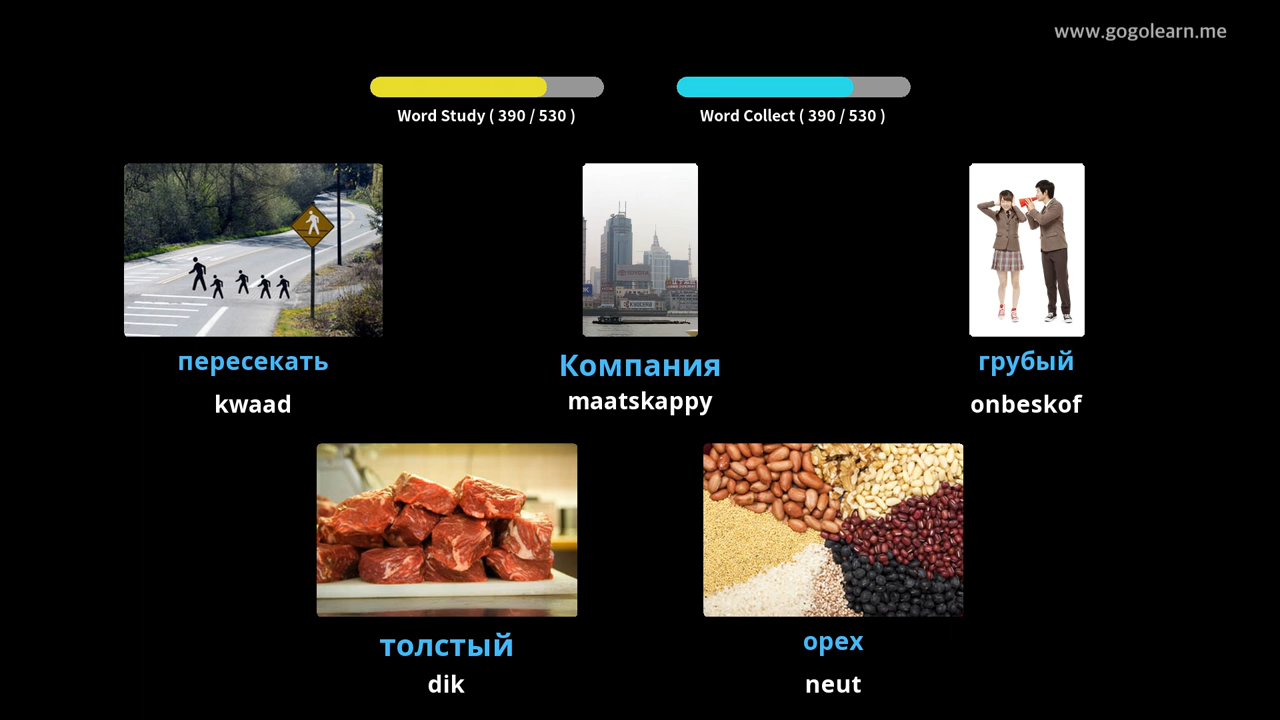 www.gogolearn.me
Word Study ( 390 / 530 )
Word Collect ( 390 / 530 )
пересекать
kwaad
Компания
maatskappy
грубый
onbeskof
толстый
dik
орех
neut